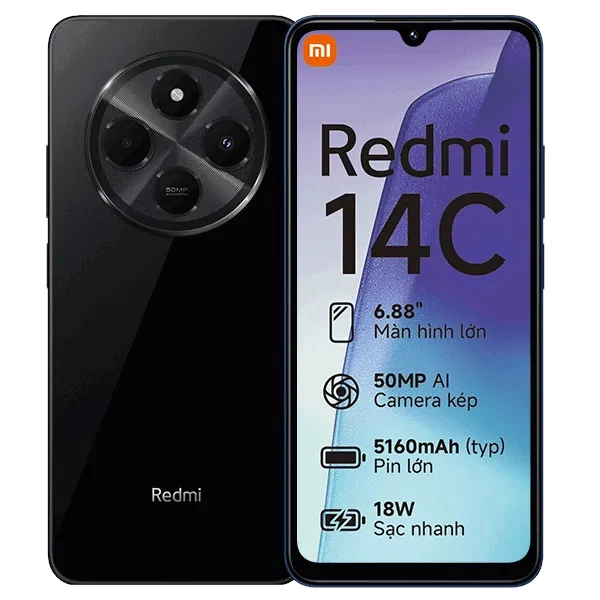 50MP
Redmi
mi
Redmi
14C
6.88"
Màn hình lớn
50MP AI
Camera kép
5160mAh (typ)
Pin lớn
18W
Sạc nhanh